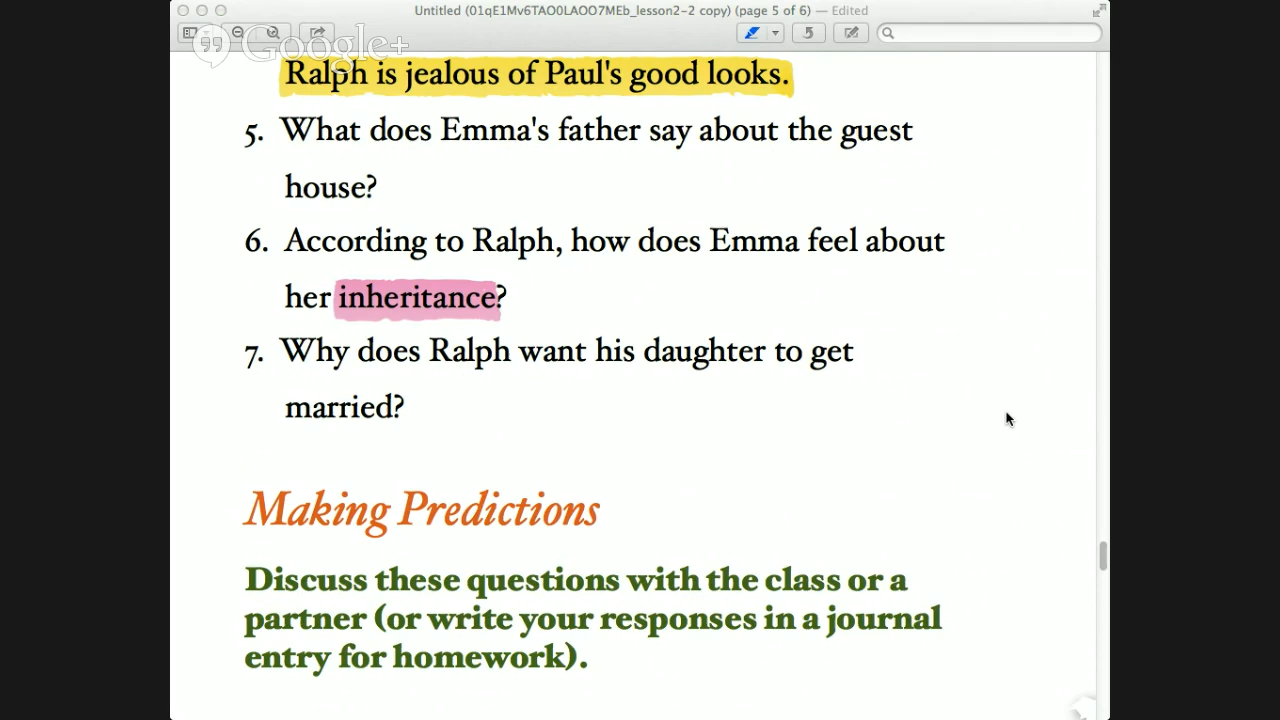 Untitled (01qE1Mv6TAO0LAOO7MEb_lesson2-2 copy) (page 5 of 6) — Edited
Google+
Ralph is jealous of Paul's good looks.
5. What does Emma's father say about the guest
house?
6. According to Ralph, how does Emma feel about
her inheritance?
7. Why does Ralph want his daughter to get
married?
Making Predictions
Discuss these questions with the class or a
partner (or write your responses in a journal
entry for homework).